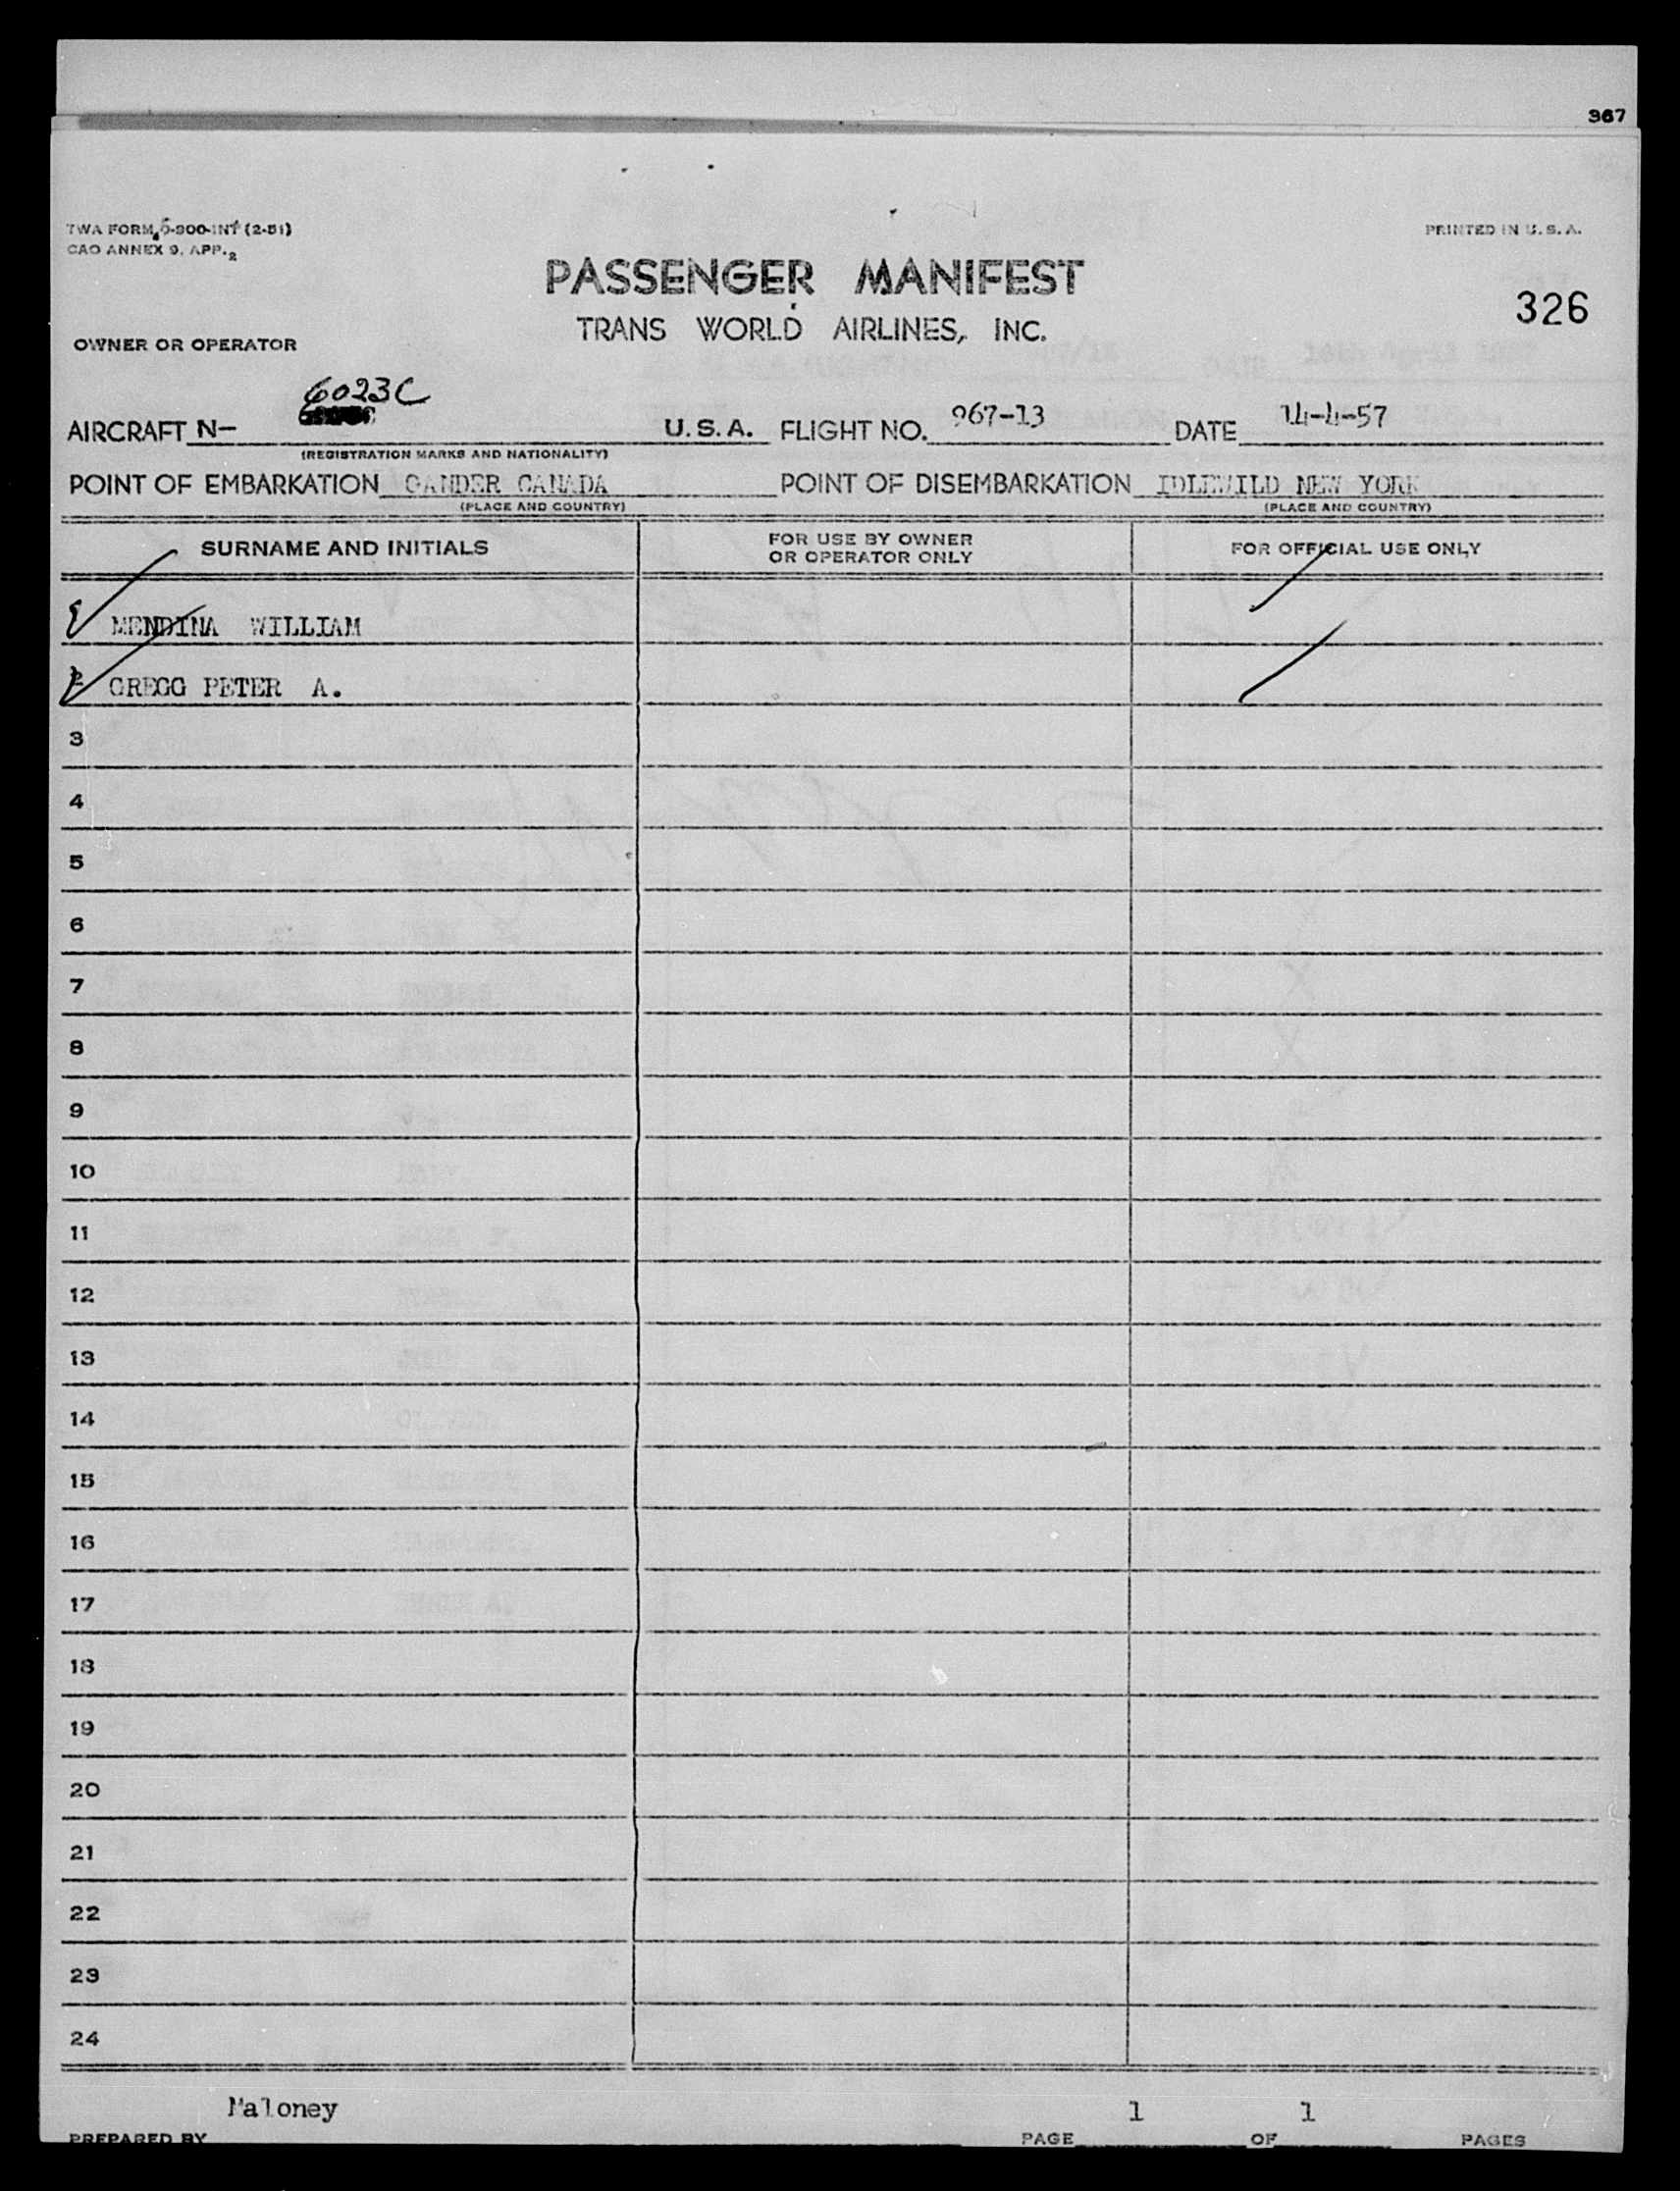 367
TWA FORM 6-900-INT (2-51)
CAO ANNEX 9, APP. 2
PRINTED IN U. S. A.
PASSENGER MANIFEST
326
TRANS WORLD AIRLINES, INC.
OWNER OR OPERATOR
6023C
AIRCRAFT N- U. S. A. FLIGHT NO. 967-13 DATE 14-4-57
(REGISTRATION MARKS AND NATIONALITY)
POINT OF EMBARKATION GANDER CANADA POINT OF DISEMBARKATION IDLEWILD NEW YORK
(PLACE AND COUNTRY) (PLACE AND COUNTRY)
SURNAME AND INITIALS FOR USE BY OWNER OR OPERATOR ONLY FOR OFFICIAL USE ONLY
MENDINA WILLIAM
2 GREGG PETER A.
3
4
5
6
7
8
9
10
11
12
13
14
15
16
17
18
19
20
21
22
23
24
Maloney 1 1
PREPARED BY PAGE OF PAGES